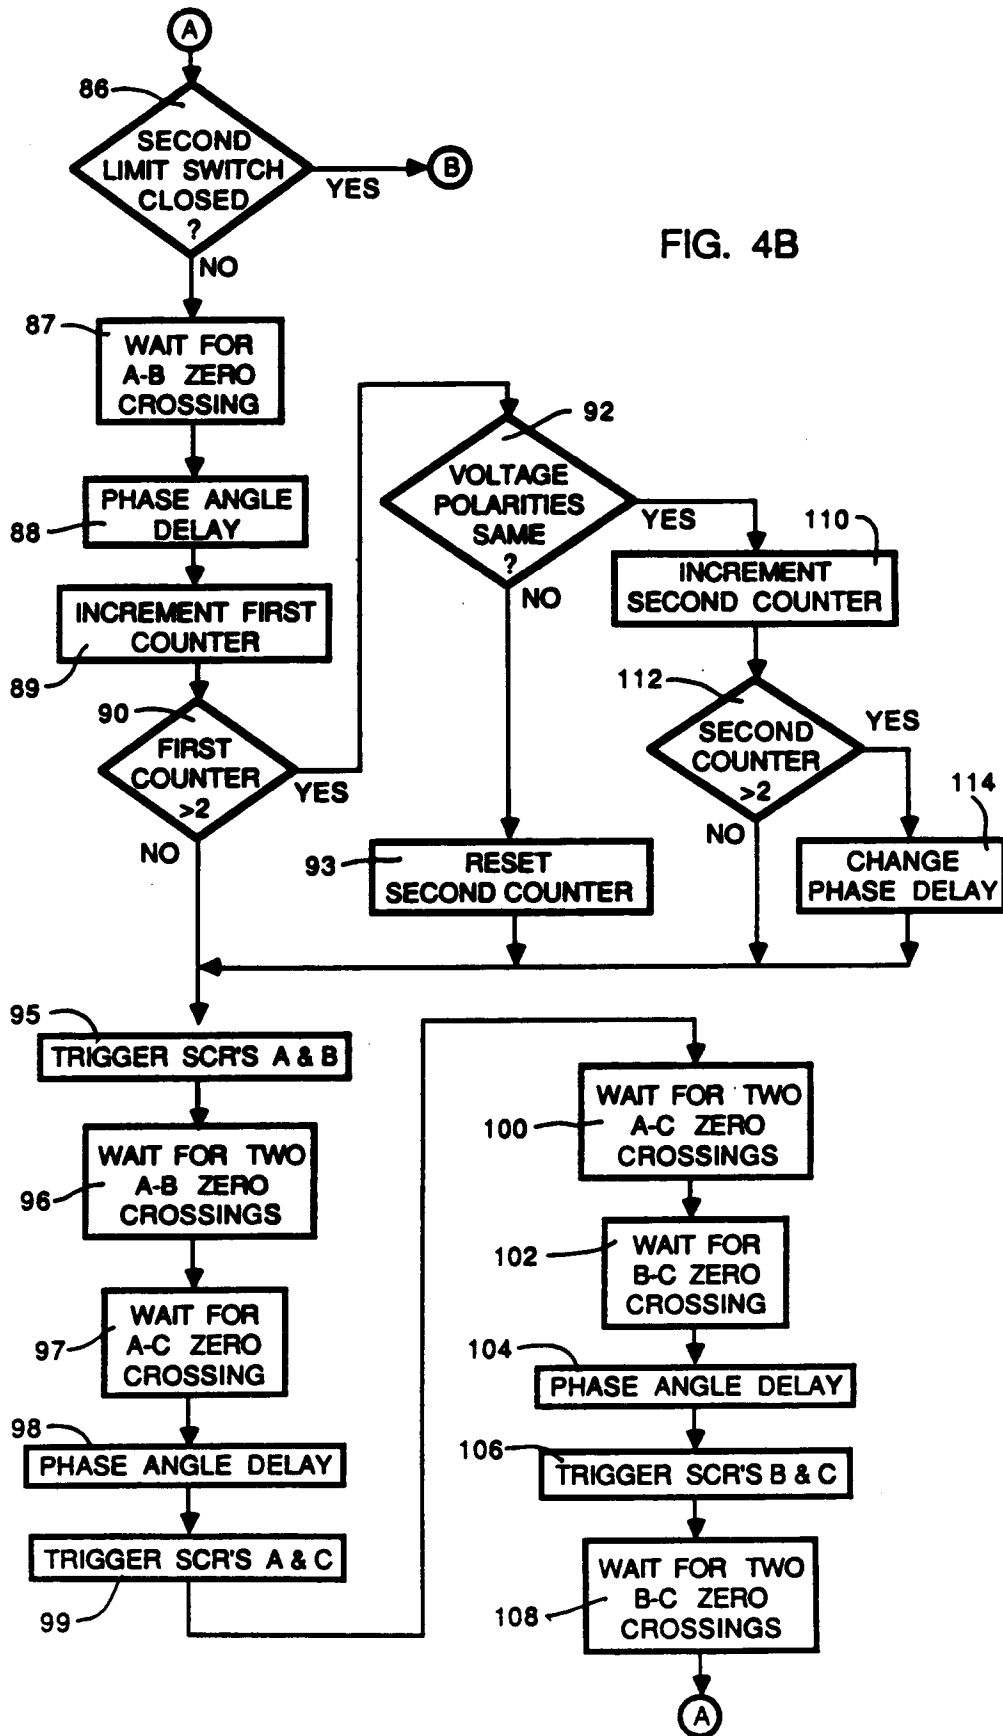 A
86
SECOND
LIMIT SWITCH
CLOSED
?
YES
B
NO
FIG. 4B
87
WAIT FOR
A-B ZERO
CROSSING
88
PHASE ANGLE
DELAY
INCREMENT FIRST
COUNTER
89
90
FIRST
COUNTER
>2
YES
NO
92
VOLTAGE
POLARITIES
SAME
?
YES
NO
110
INCREMENT
SECOND COUNTER
112
SECOND
COUNTER
>2
YES
NO
114
CHANGE
PHASE DELAY
93
RESET
SECOND COUNTER
95
TRIGGER SCR'S A & B
WAIT FOR TWO
A-B ZERO
CROSSINGS
96
WAIT FOR
A-C ZERO
CROSSING
97
98
PHASE ANGLE DELAY
TRIGGER SCR'S A & C
99
WAIT FOR TWO
A-C ZERO
CROSSINGS
100
102
WAIT FOR
B-C ZERO
CROSSING
104
PHASE ANGLE DELAY
106
TRIGGER SCR'S B & C
WAIT FOR TWO
B-C ZERO
CROSSINGS
108
A